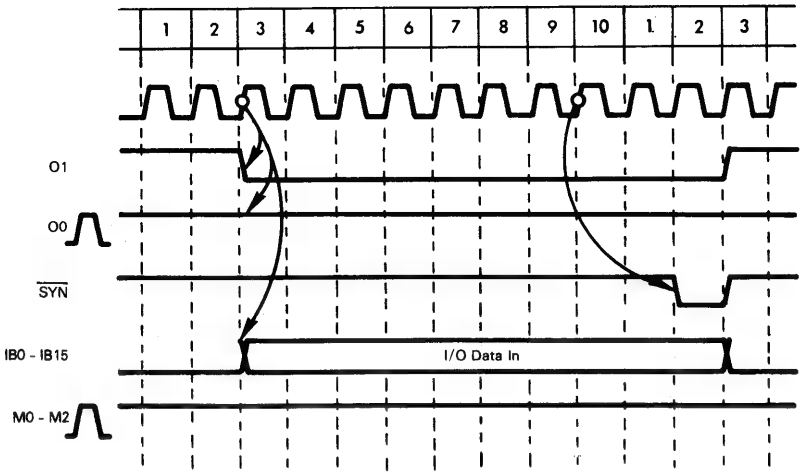 1 2 3 4 5 6 7 8 9 10 1. 2 3
O1
O0
SYN
IB0 - IB15
I/O Data In
M0 - M2